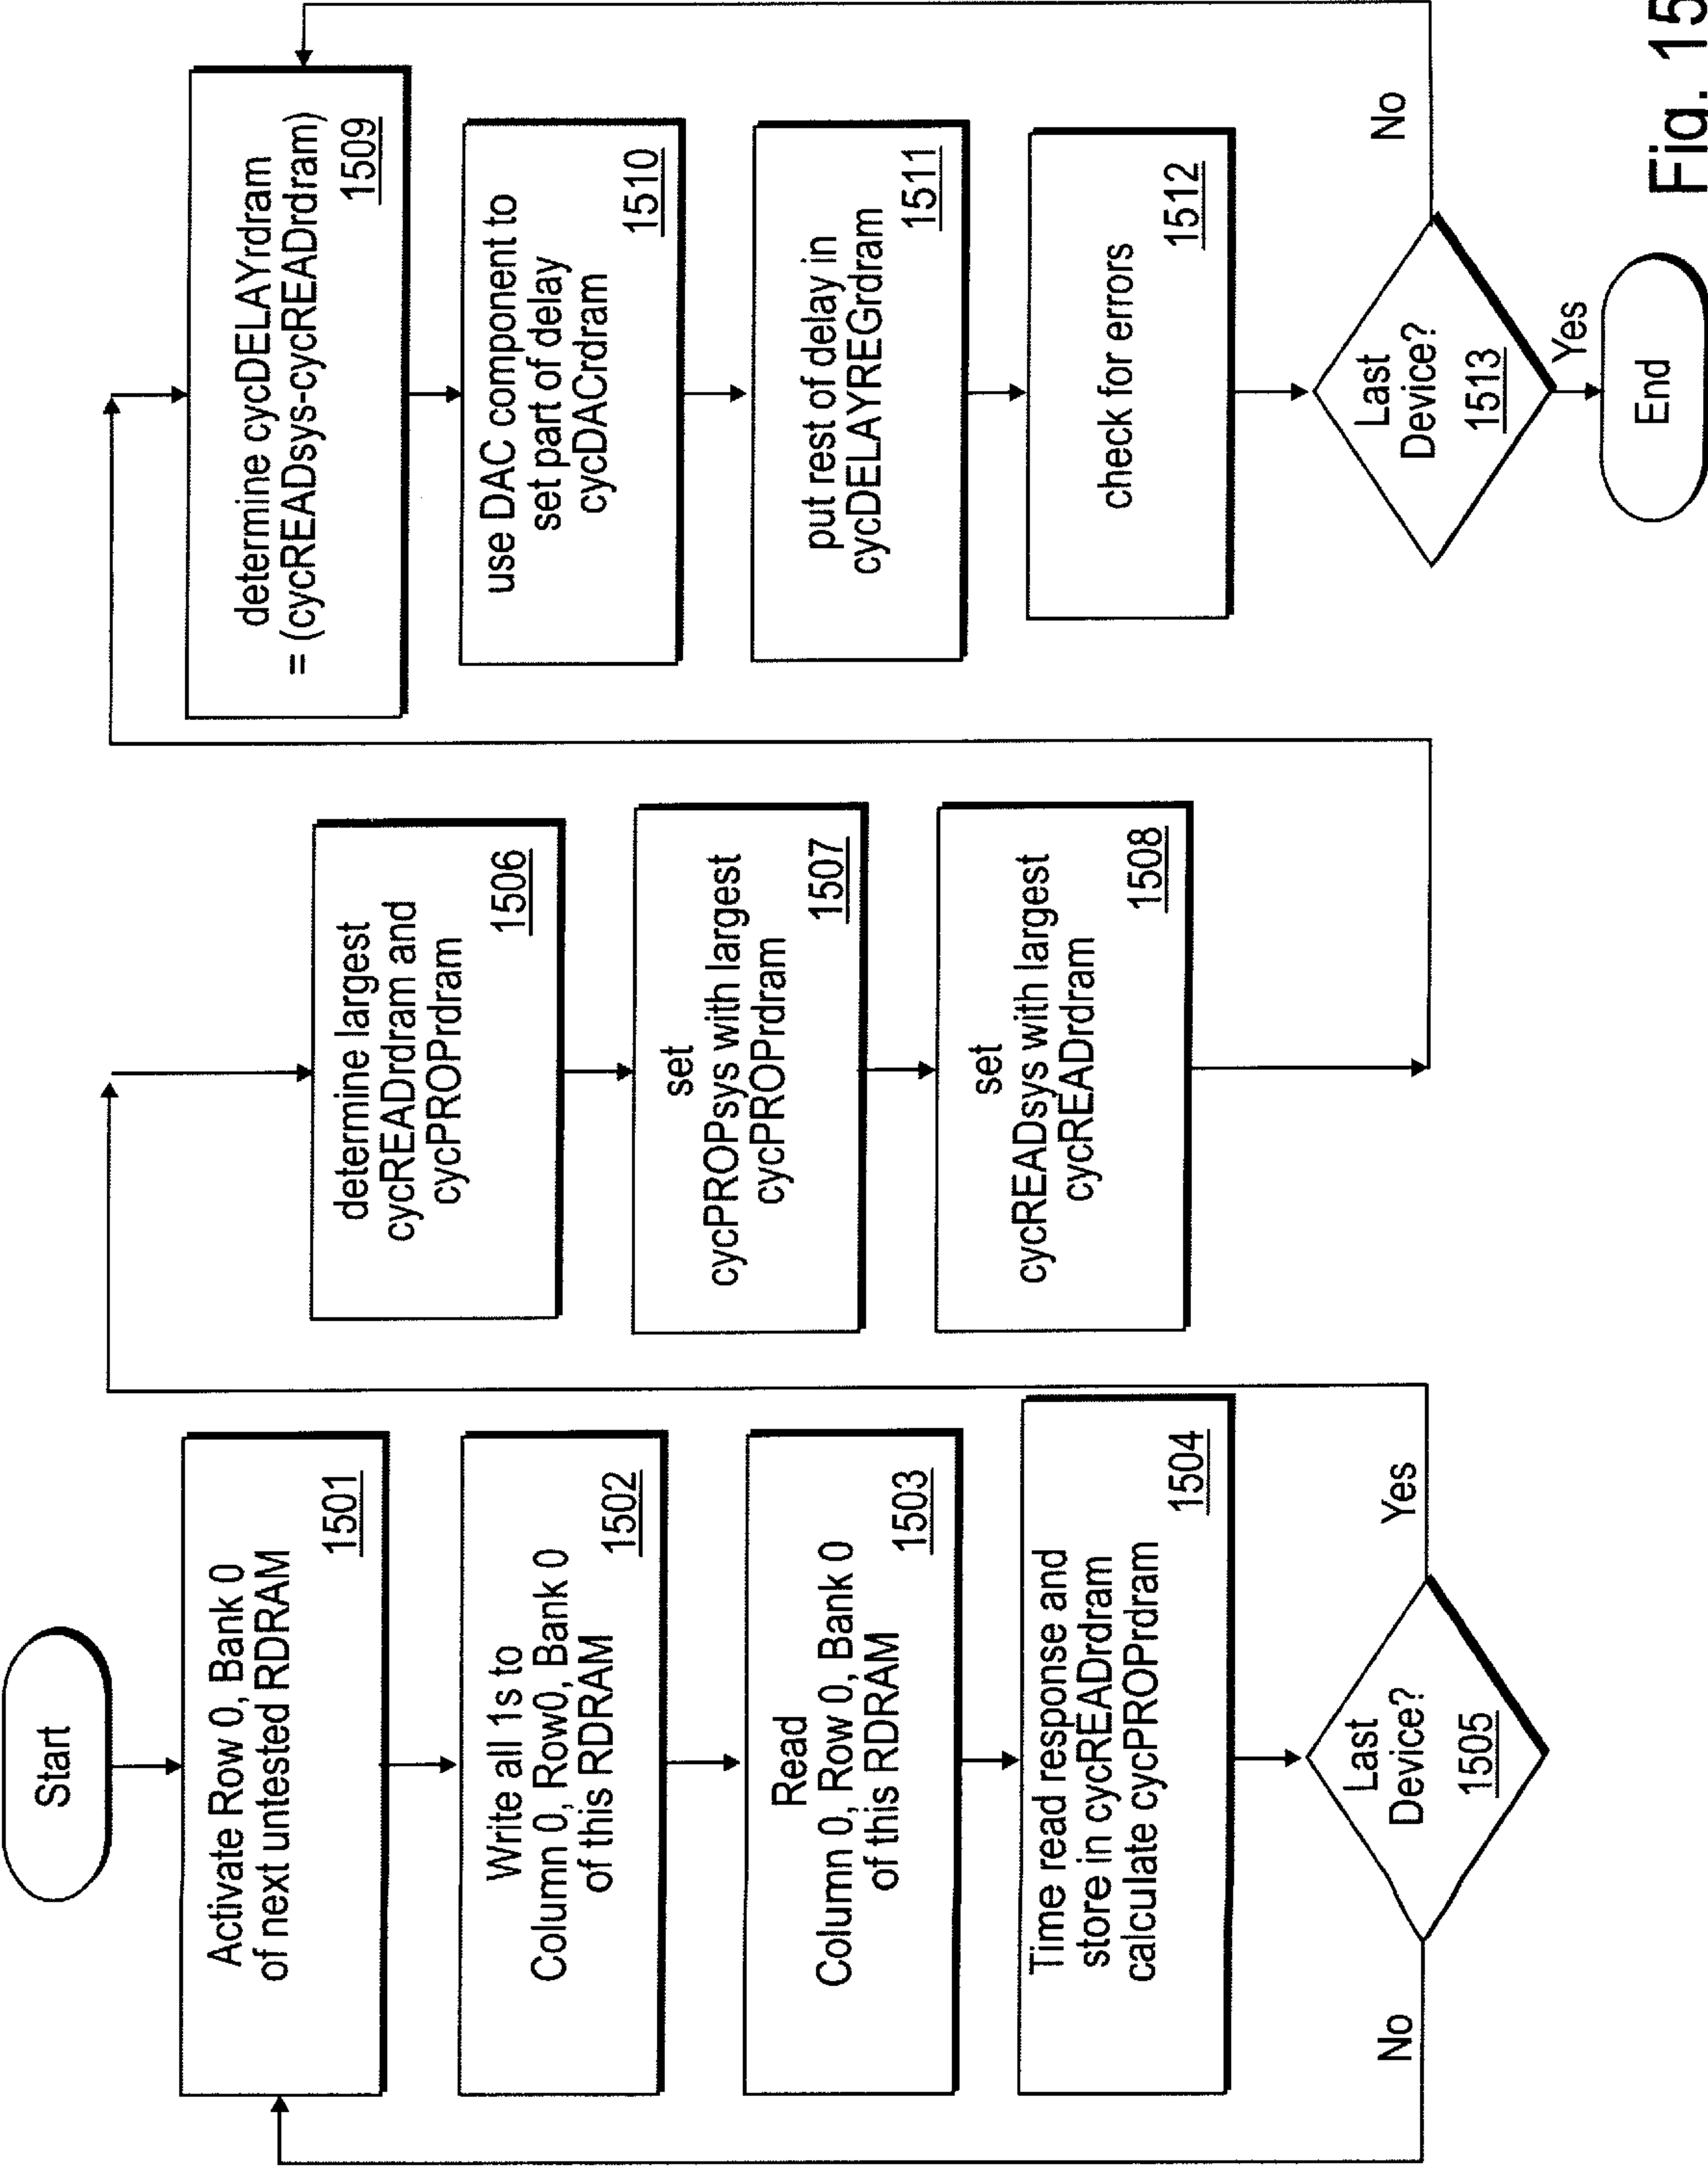 Start
Activate Row 0, Bank 0
of next untested RDRAM
1501
Write all 1s to
Column 0, Row0, Bank 0
of this RDRAM
1502
Read
Column 0, Row 0, Bank 0
of this RDRAM
1503
Time read response and
store in cycREADrdram
calculate cycPROPrdram
1504
Last
Device?
1505
No
Yes
determine largest
cycREADrdram and
cycPROPrdram
1506
set
cycPROPsys with largest
cycPROPrdram
1507
set
cycREADsys with largest
cycREADrdram
1508
determine cycDELAYrdram
= (cycREADsys-cycREADrdram)
1509
use DAC component to
set part of delay
cycDACrdram
1510
put rest of delay in
cycDELAYREGrdram
1511
check for errors
1512
Last
Device?
1513
No
Yes
End
Fig. 15